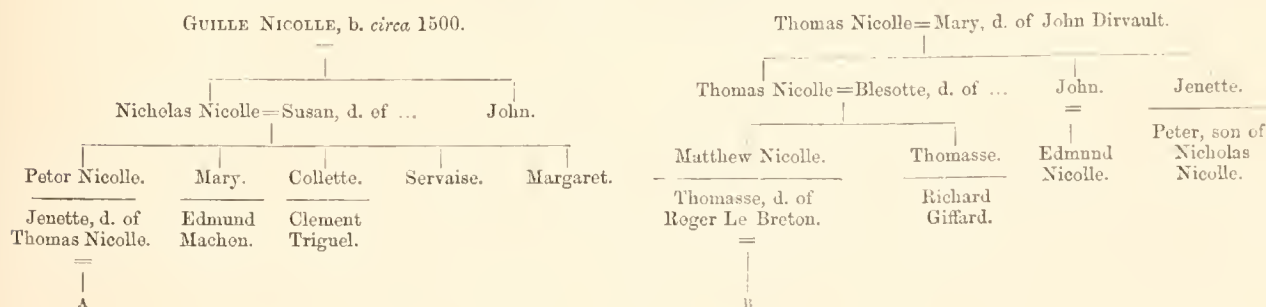 GUILLE NICOLLE, b. circa 1500.
Nicholas Nicolle=Susan, d. of ...
John.
Petor Nicolle.
Mary.
Collette.
Servaise.
Margaret.
Jenette, d. of
Thomas Nicolle.
Edmund
Machon.
Clement
Triguel.
A
Thomas Nicolle=Mary, d. of John Dirvault.
Thomas Nicolle=Blesotte, d. of ...
John.
Jenette.
Matthew Nicolle.
Thomasse.
Edmund
Nicolle.
Peter, son of
Nicholas
Nicolle.
Thomasse, d. of
Roger Le Breton.
Richard
Giffard.
B